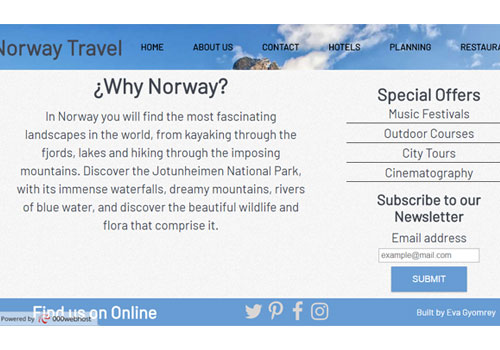 Norway Travel
HOME ABOUT US CONTACT HOTELS PLANNING RESTAURA
¿Why Norway?
In Norway you will find the most fascinating
landscapes in the world, from kayaking through the
fjords, lakes and hiking through the imposing
mountains. Discover the Jotunheimen National Park,
with its immense waterfalls, dreamy mountains, rivers
of blue water, and discover the beautiful wildlife and
flora that comprise it.
Special Offers
Music Festivals
Outdoor Courses
City Tours
Cinematography
Subscribe to our
Newsletter
Email address
example@mail.com
SUBMIT
Find us on Online
Powered by 000webhost
Built by Eva Gyomrey